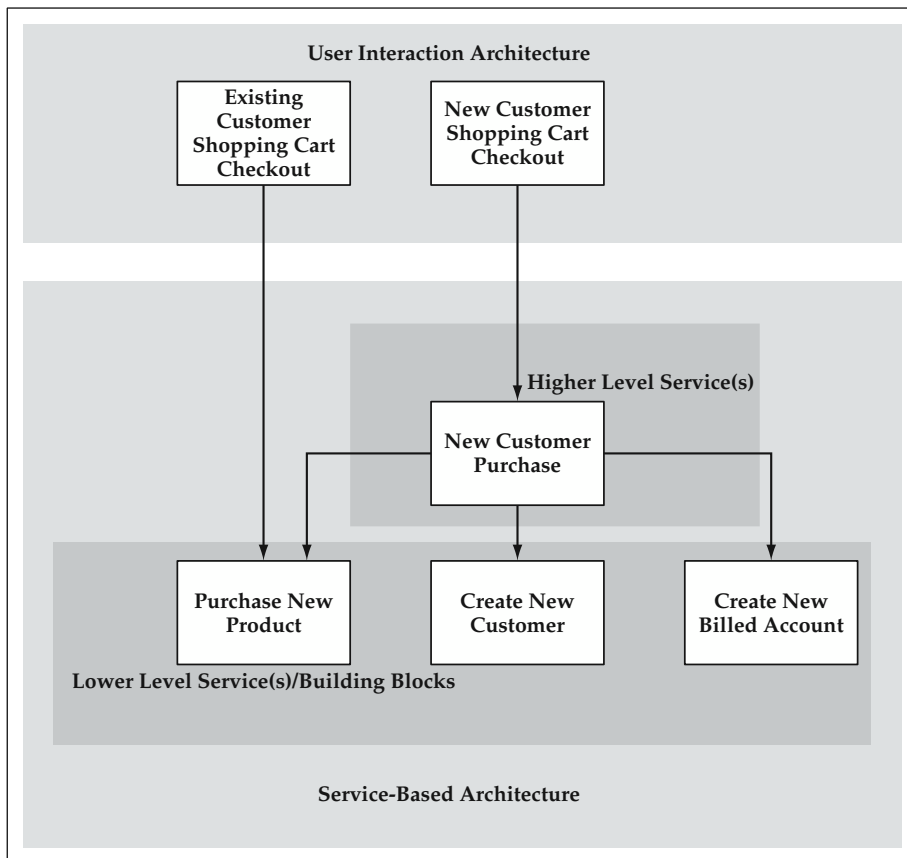 User Interaction Architecture
Existing
Customer
Shopping Cart
Checkout
New Customer
Shopping Cart
Checkout
Higher Level Service(s)
New Customer
Purchase
Purchase New
Product
Create New
Customer
Create New
Billed Account
Lower Level Service(s)/Building Blocks
Service-Based Architecture